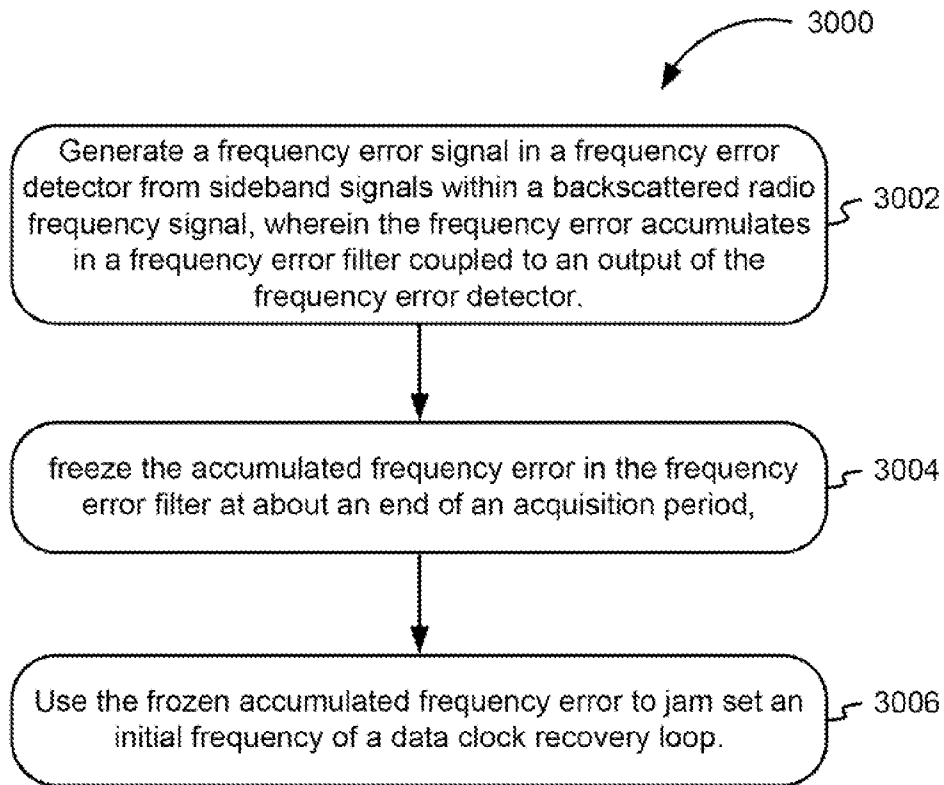 3000
Generate a frequency error signal in a frequency error
detector from sideband signals within a backscattered radio
frequency signal, wherein the frequency error accumulates
in a frequency error filter coupled to an output of the
frequency error detector.
3002
freeze the accumulated frequency error in the frequency
error filter at about an end of an acquisition period,
3004
Use the frozen accumulated frequency error to jam set an
initial frequency of a data clock recovery loop.
3006